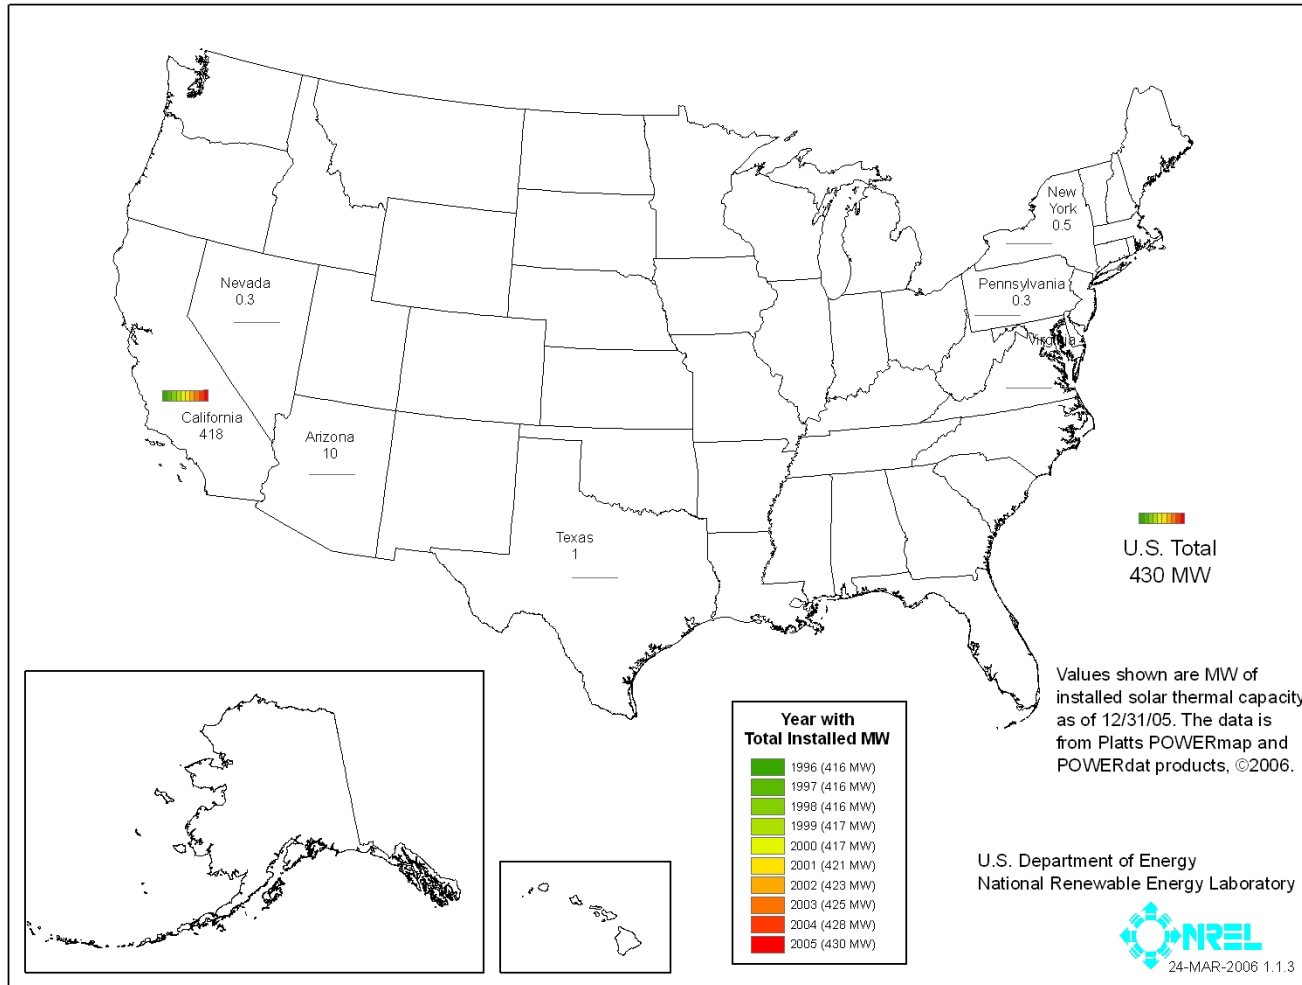 New
York
0.5
Nevada
0.3
Pennsylvania
0.3
Virginia
California
418
Arizona
10
Texas
1
U.S. Total
430 MW
Values shown are MW of
installed solar thermal capacity
as of 12/31/05. The data is
from Platts POWERmap and
POWERdat products, ©2006.
Year with
Total Installed MW
1996 (416 MW)
1997 (416 MW)
1998 (416 MW)
1999 (417 MW)
2000 (417 MW)
2001 (421 MW)
2002 (423 MW)
2003 (425 MW)
2004 (428 MW)
2005 (430 MW)
U.S. Department of Energy
National Renewable Energy Laboratory
NREL
24-MAR-2006 1.1.3